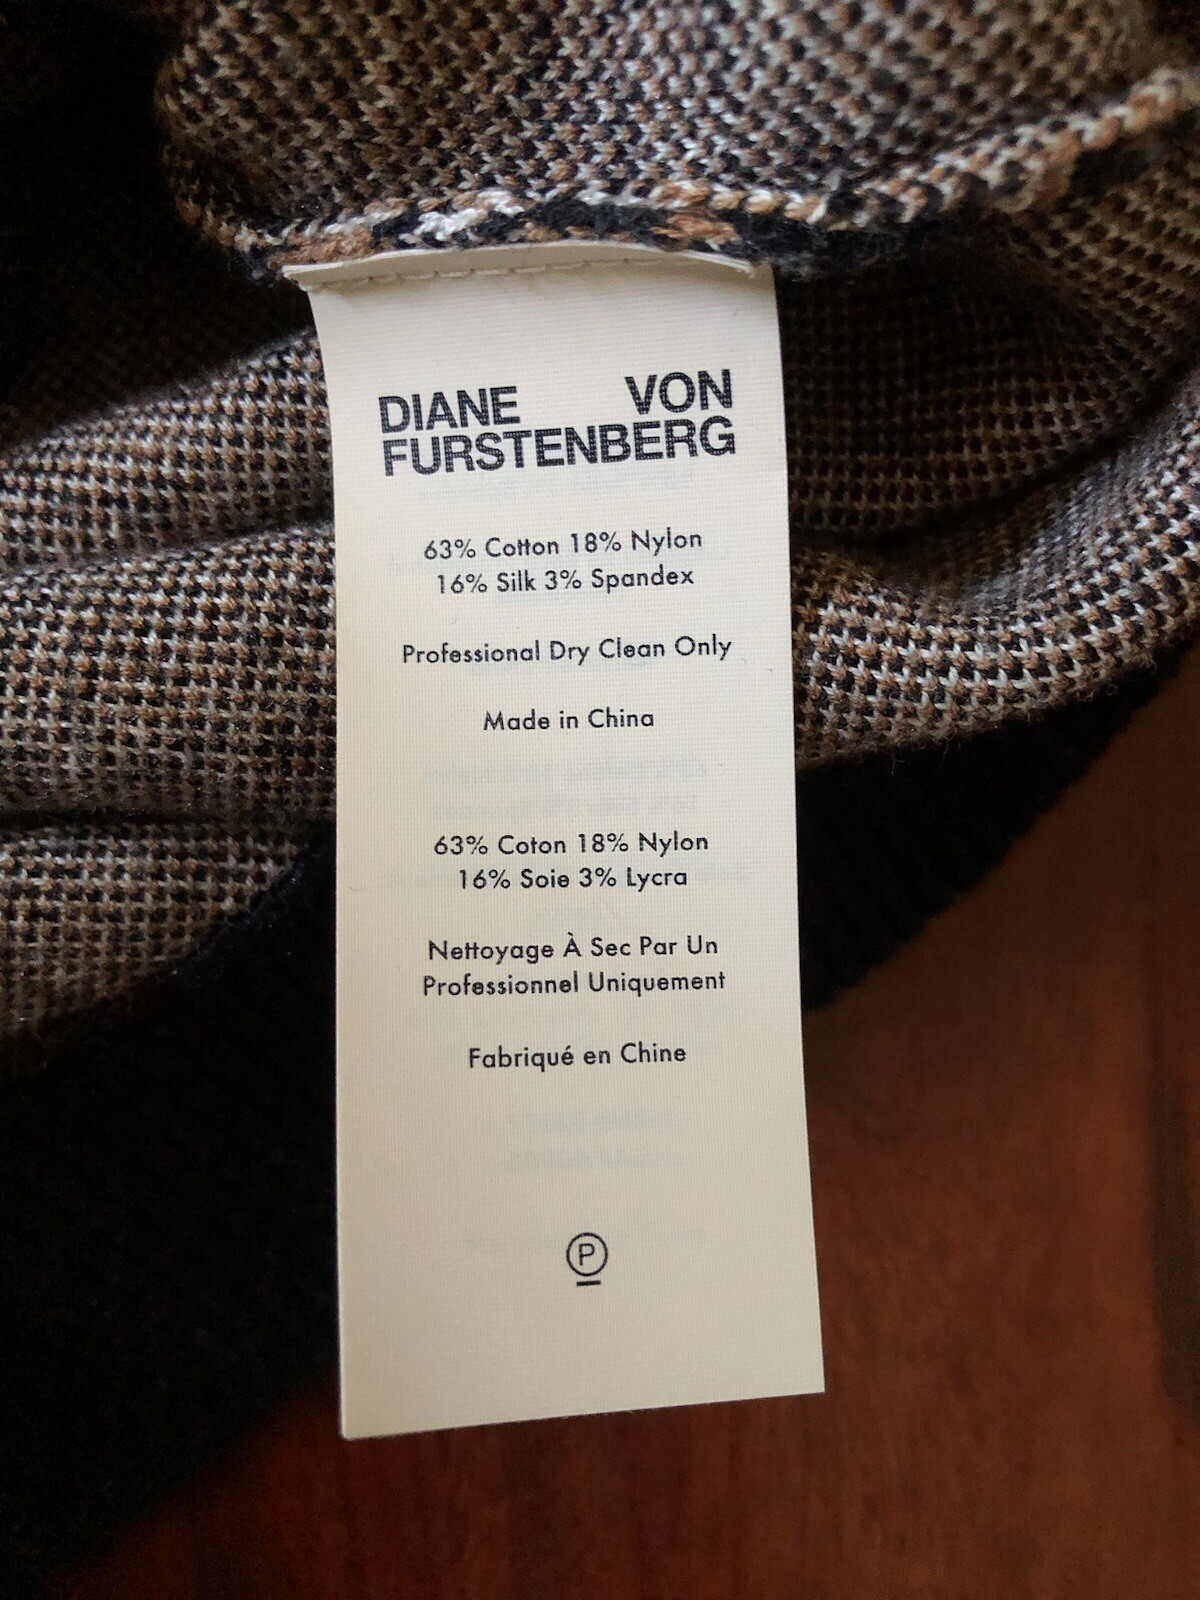 DIANE VON
FURSTENBERG
63% Cotton 18% Nylon
16% Silk 3% Spandex
Professional Dry Clean Only
Made in China
63% Coton 18% Nylon
16% Soie 3% Lycra
Nettoyage À Sec Par Un
Professionnel Uniquement
Fabriqué en Chine
P